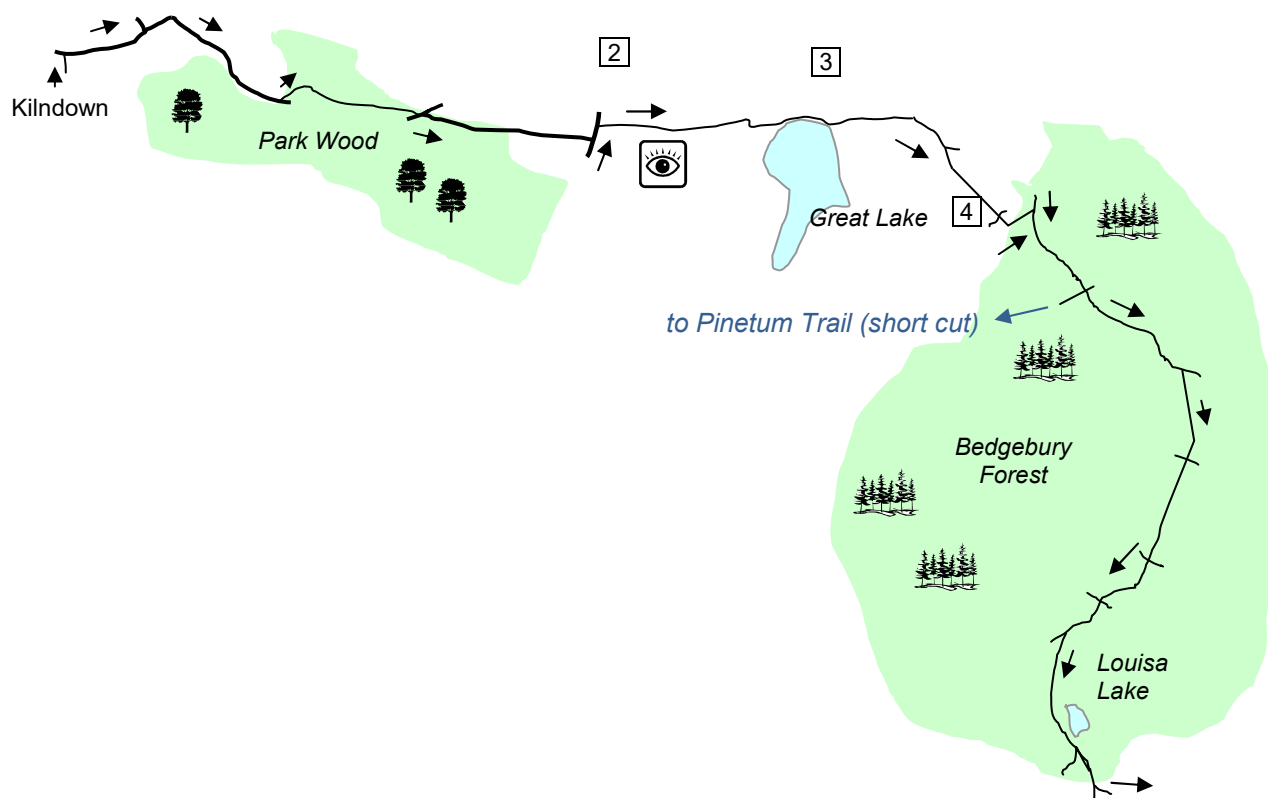 2
3
Kilndown
Park Wood
4
Great Lake
to Pinetum Trail (short cut)
Bedgebury
Forest
Louisa
Lake